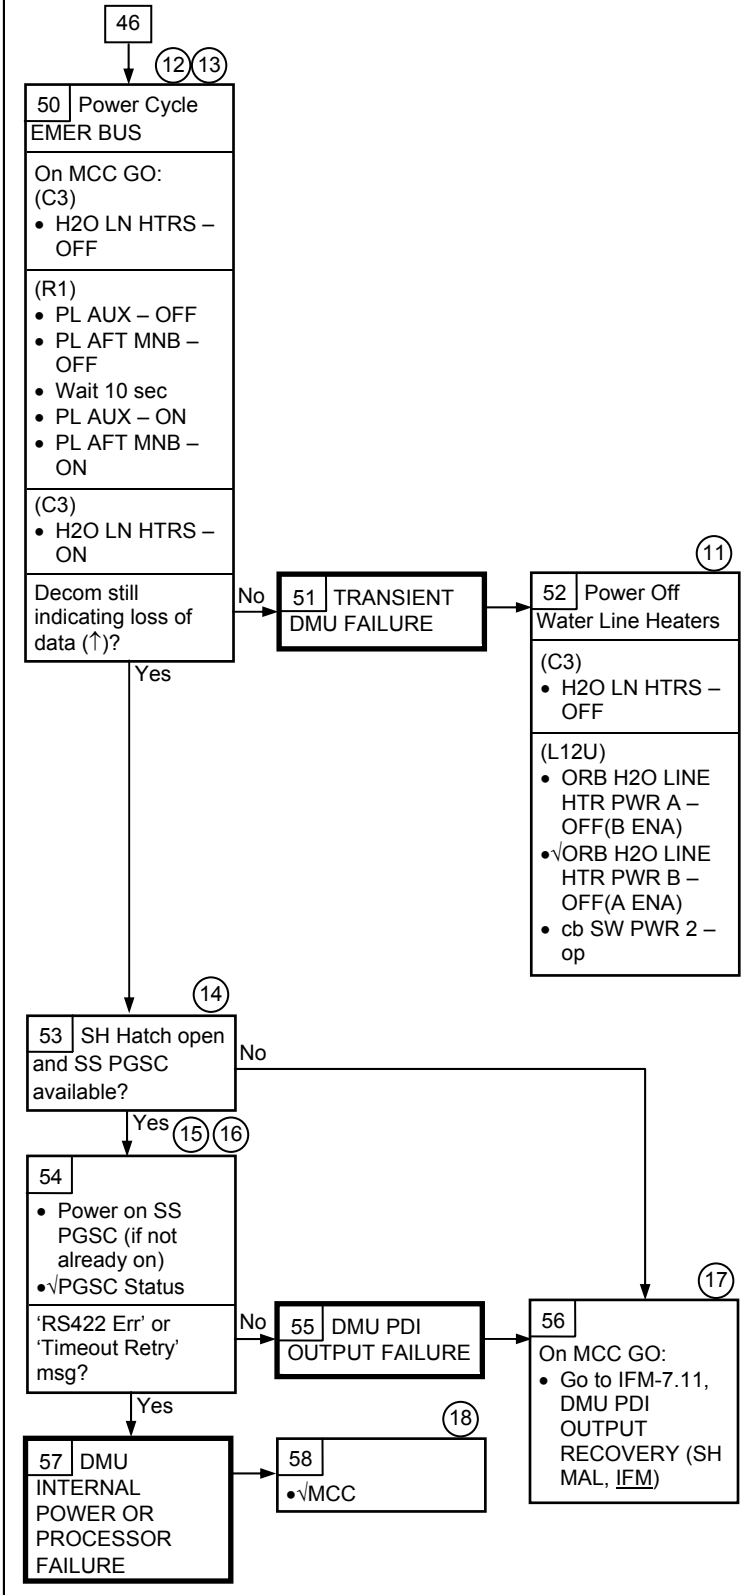 46
12 13
50 Power Cycle
EMER BUS
On MCC GO:
(C3)
• H2O LN HTRS –
OFF
(R1)
• PL AUX – OFF
• PL AFT MNB –
OFF
• Wait 10 sec
• PL AUX – ON
• PL AFT MNB –
ON
(C3)
• H2O LN HTRS –
ON
Decom still
indicating loss of
data (↑)?
No
Yes
51 TRANSIENT
DMU FAILURE
11
52 Power Off
Water Line Heaters
(C3)
• H2O LN HTRS –
OFF
(L12U)
• ORB H2O LINE
HTR PWR A –
OFF(B ENA)
•√ORB H2O LINE
HTR PWR B –
OFF(A ENA)
• cb SW PWR 2 –
op
14
53 SH Hatch open
and SS PGSC
available?
No
Yes
15 16
54
• Power on SS
PGSC (if not
already on)
•√PGSC Status
‘RS422 Err’ or
‘Timeout Retry’
msg?
No
Yes
55 DMU PDI
OUTPUT FAILURE
17
56
On MCC GO:
• Go to IFM-7.11,
DMU PDI
OUTPUT
RECOVERY (SH
MAL, IFM)
57 DMU
INTERNAL
POWER OR
PROCESSOR
FAILURE
18
58
•√MCC